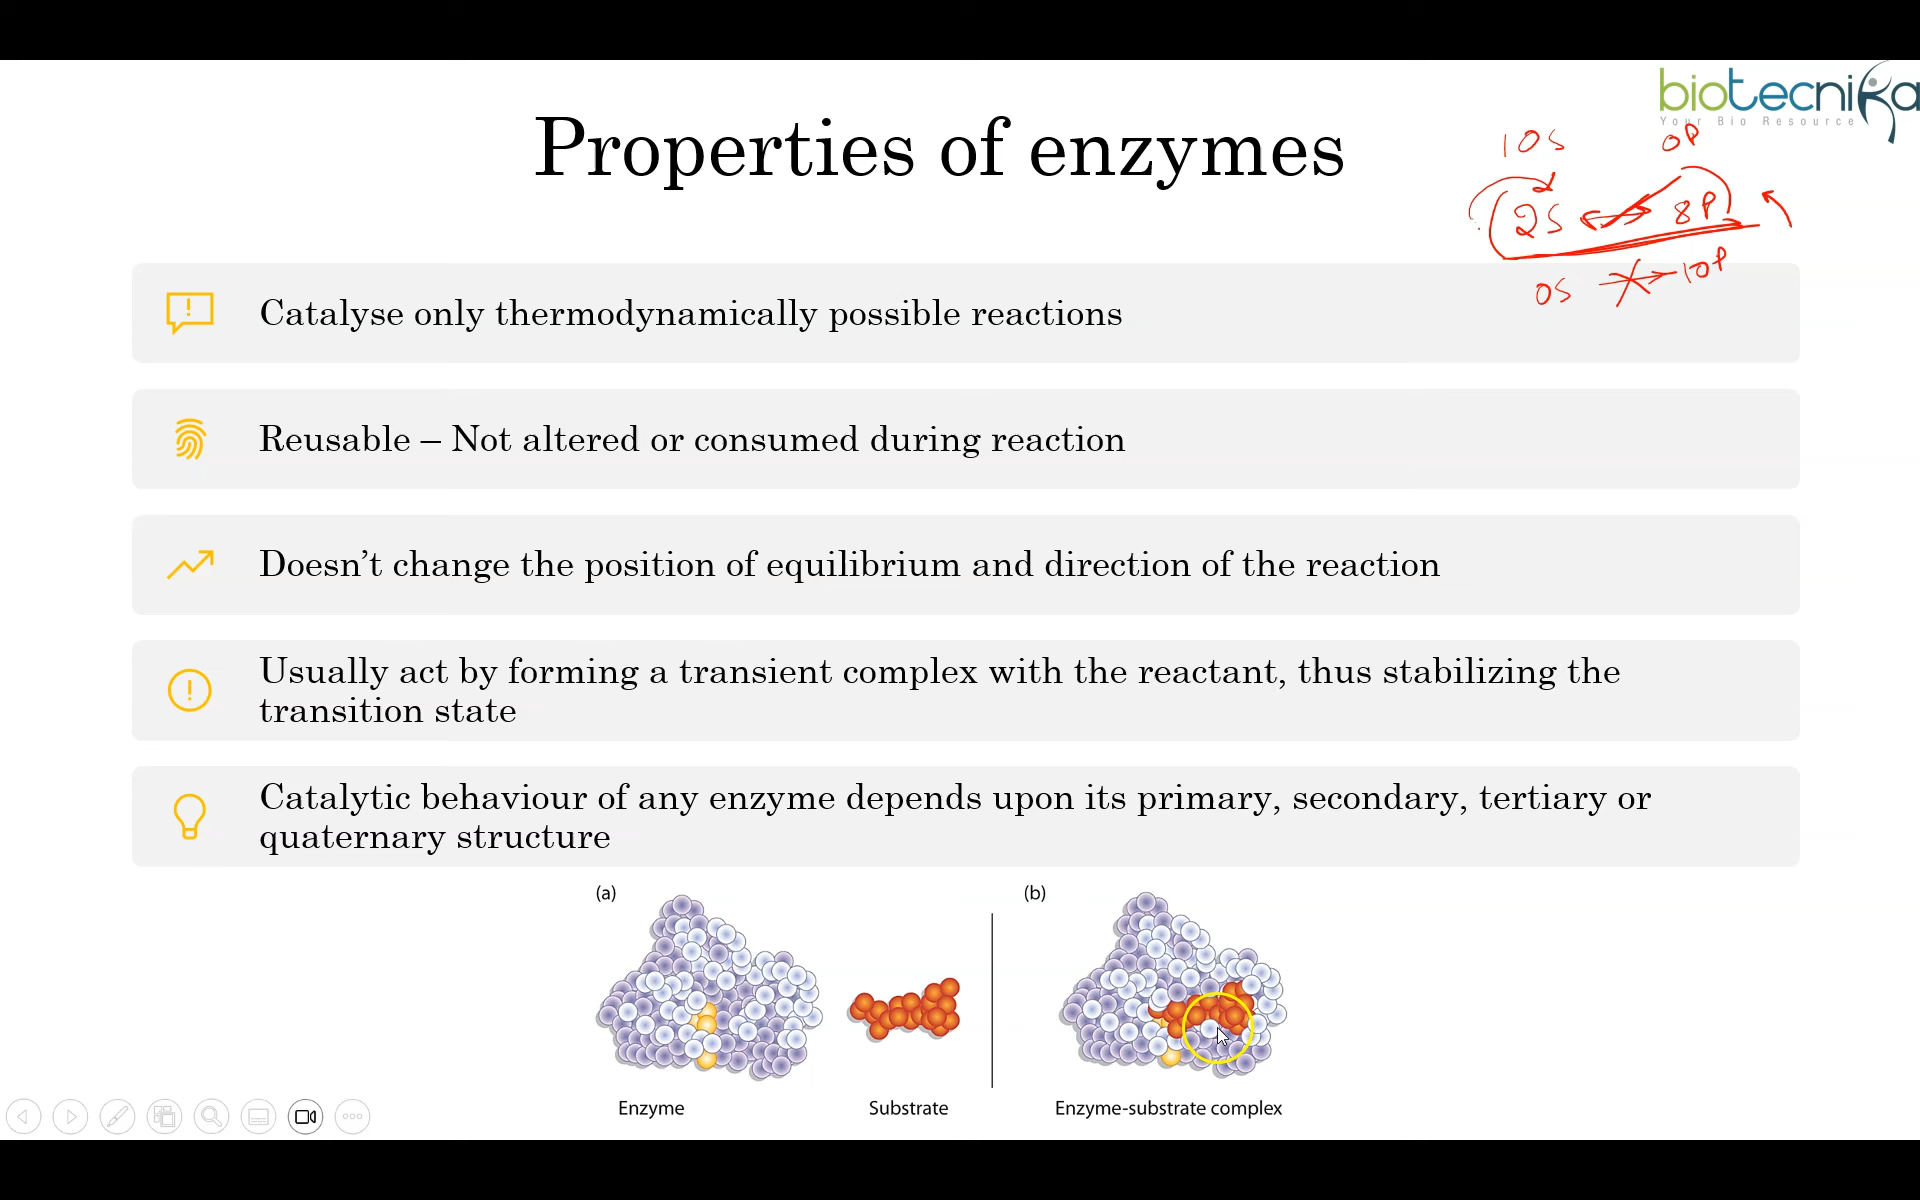 biotecnika
Your Bio Resource
Properties of enzymes
10S 0P
2S 8P
0S 10P
Catalyse only thermodynamically possible reactions
Reusable – Not altered or consumed during reaction
Doesn’t change the position of equilibrium and direction of the reaction
Usually act by forming a transient complex with the reactant, thus stabilizing the
transition state
Catalytic behaviour of any enzyme depends upon its primary, secondary, tertiary or
quaternary structure
(a) (b)
Enzyme Substrate Enzyme-substrate complex